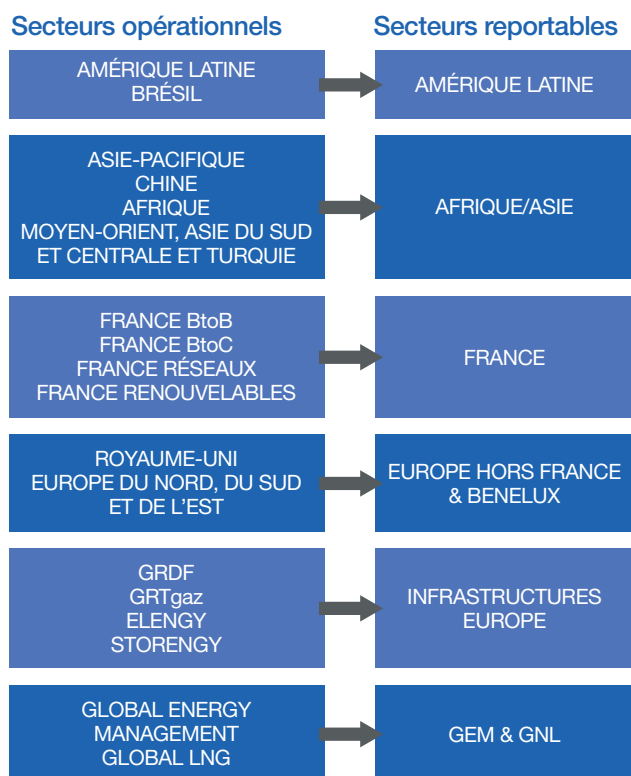 Secteurs opérationnels
Secteurs reportables
AMÉRIQUE LATINE
BRÉSIL
AMÉRIQUE LATINE
ASIE-PACIFIQUE
CHINE
AFRIQUE
MOYEN-ORIENT, ASIE DU SUD
ET CENTRALE ET TURQUIE
AFRIQUE/ASIE
FRANCE BtoB
FRANCE BtoC
FRANCE RÉSEAUX
FRANCE RENOUVELABLES
FRANCE
ROYAUME-UNI
EUROPE DU NORD, DU SUD
ET DE L’EST
EUROPE HORS FRANCE
& BENELUX
GRDF
GRTgaz
ELENGY
STORENGY
INFRASTRUCTURES
EUROPE
GLOBAL ENERGY
MANAGEMENT
GLOBAL LNG
GEM & GNL